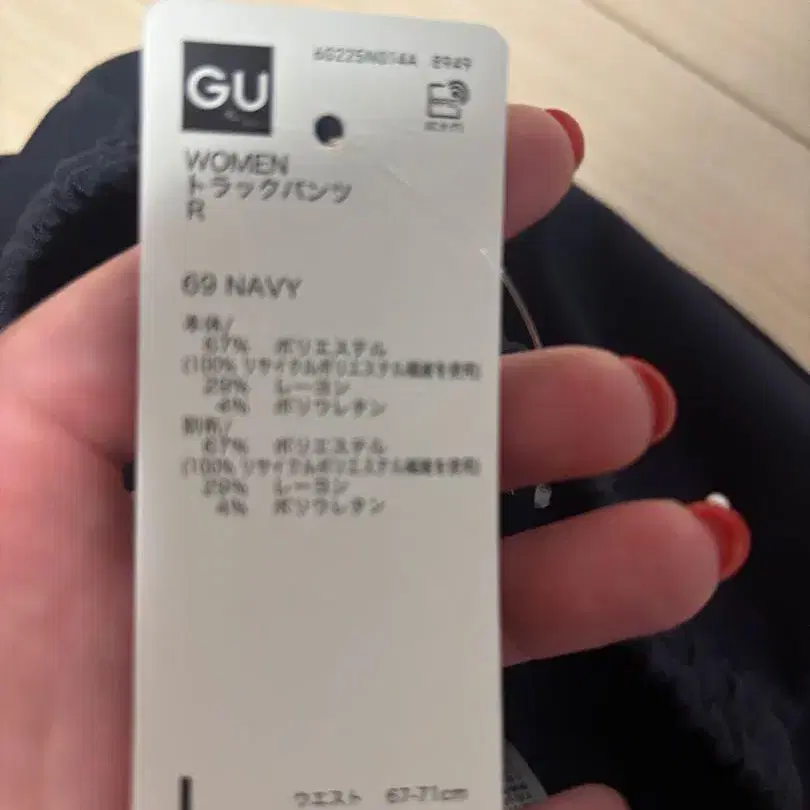 60225N014A 8949
GU
WOMEN
トラックパンツ
R
69 NAVY
本体/
67% ポリエステル
(100% リサイクルポリエステル繊維を使用)
29% レーヨン
4% ポリウレタン
別布/
67% ポリエステル
(100% リサイクルポリエステル繊維を使用)
29% レーヨン
4% ポリウレタン
ウエスト 67-71cm